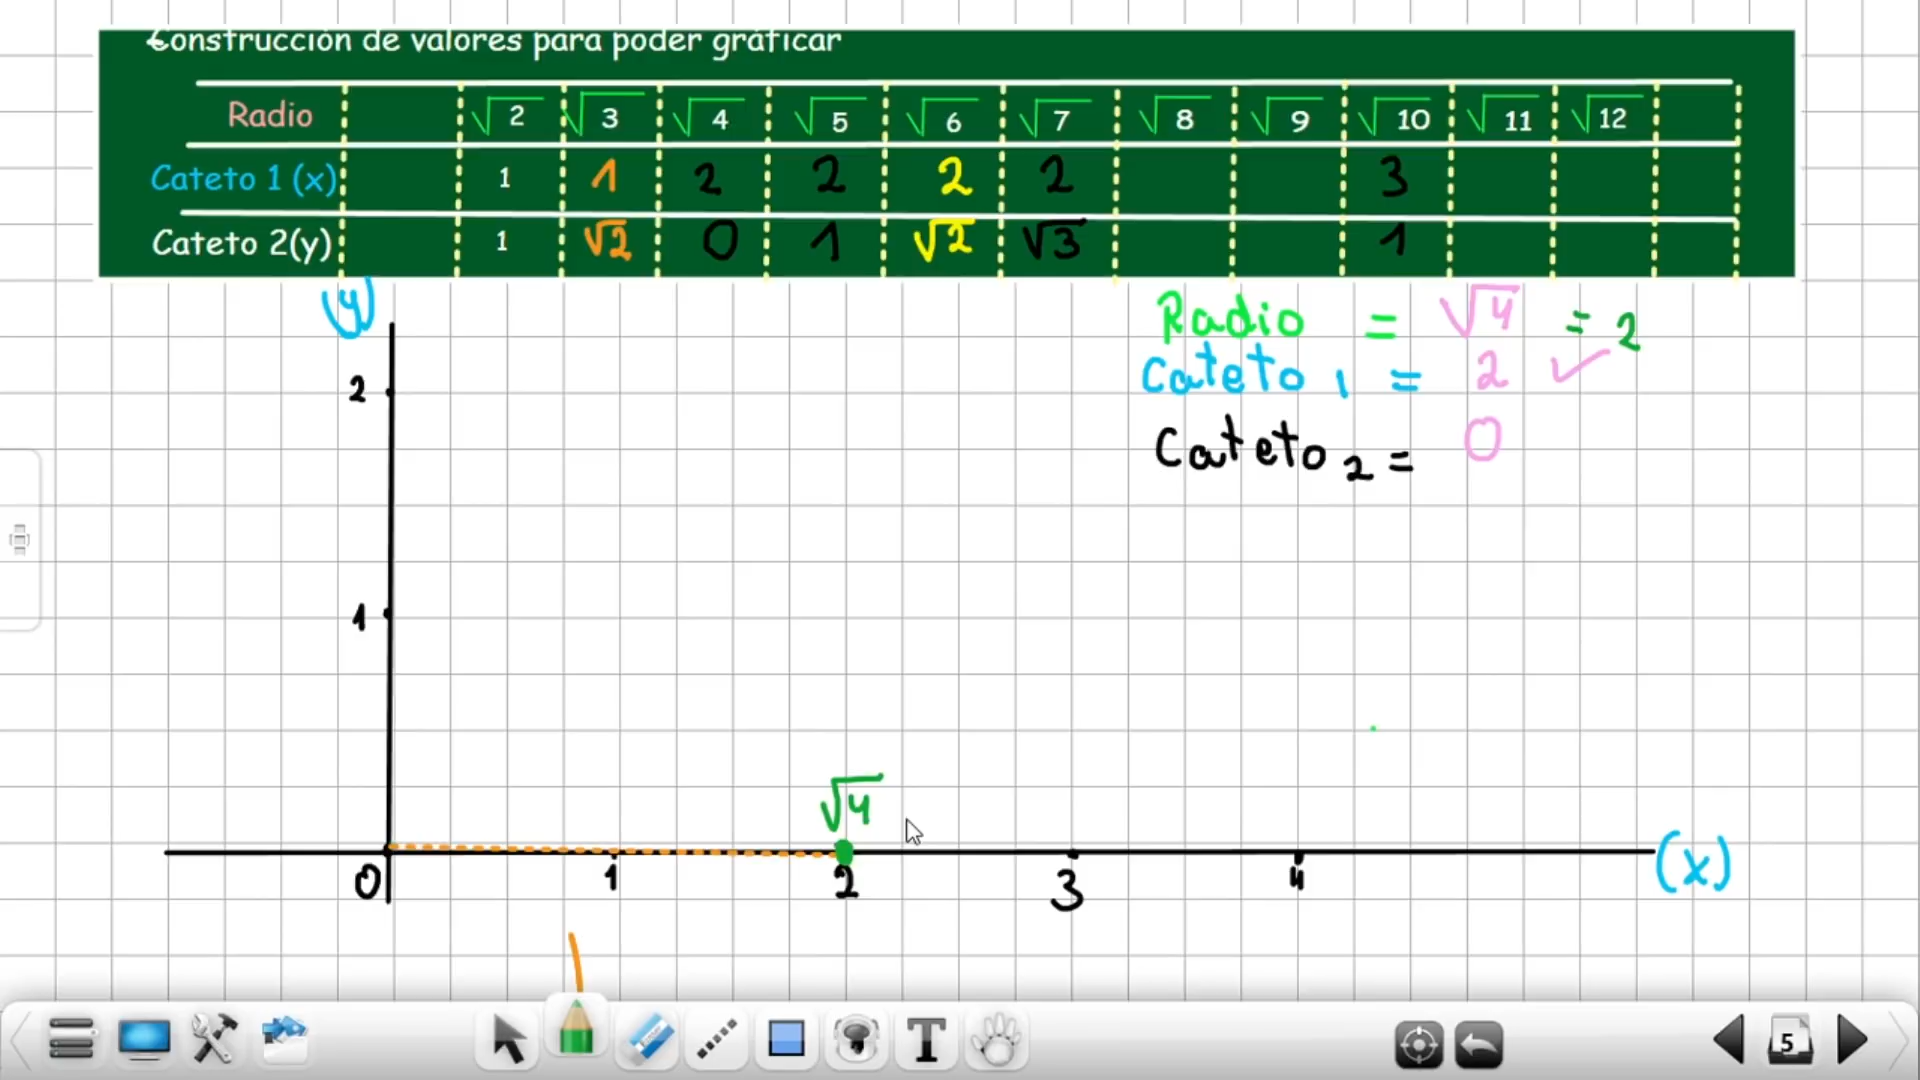 Construcción de valores para poder gráficar
Radio √2 √3 √4 √5 √6 √7 √8 √9 √10 √11 √12
Cateto 1 (x) 1 1 2 2 2 2 3
Cateto 2(y) 1 √2 0 1 √2 √3 1
(y)
Radio = √4 = 2
Cateto 1 = 2 ✓
Cateto 2 = 0
2
1
√4
0 1 2 3 4 (x)
T
5